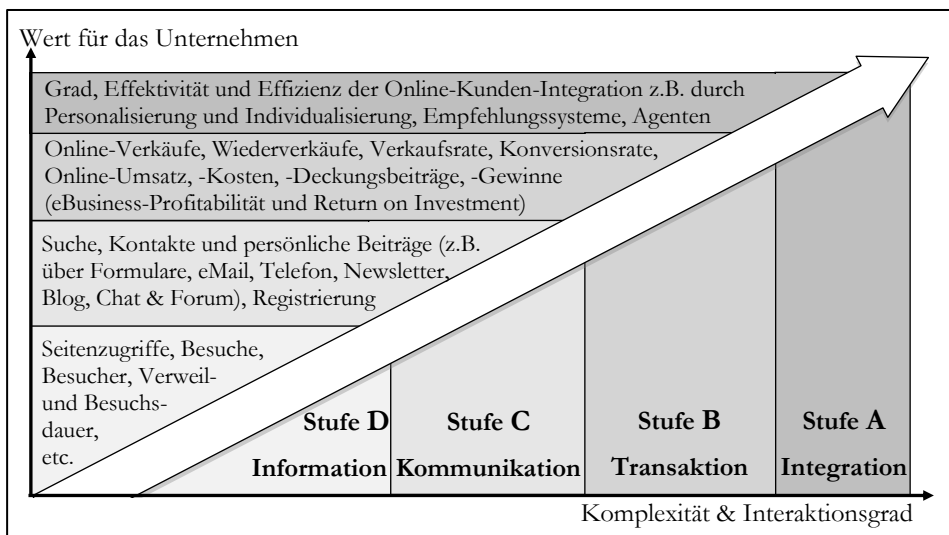 Wert für das Unternehmen
Grad, Effektivität und Effizienz der Online-Kunden-Integration z.B. durch
Personalisierung und Individualisierung, Empfehlungssysteme, Agenten
Online-Verkäufe, Wiederverkäufe, Verkaufsrate, Konversionsrate,
Online-Umsatz, -Kosten, -Deckungsbeiträge, -Gewinne
(eBusiness-Profitabilität und Return on Investment)
Suche, Kontakte und persönliche Beiträge (z.B.
über Formulare, eMail, Telefon, Newsletter,
Blog, Chat & Forum), Registrierung
Seitenzugriffe, Besuche,
Besucher, Verweil-
und Besuchs-
dauer,
etc.
Stufe D
Information
Stufe C
Kommunikation
Stufe B
Transaktion
Stufe A
Integration
Komplexität & Interaktionsgrad